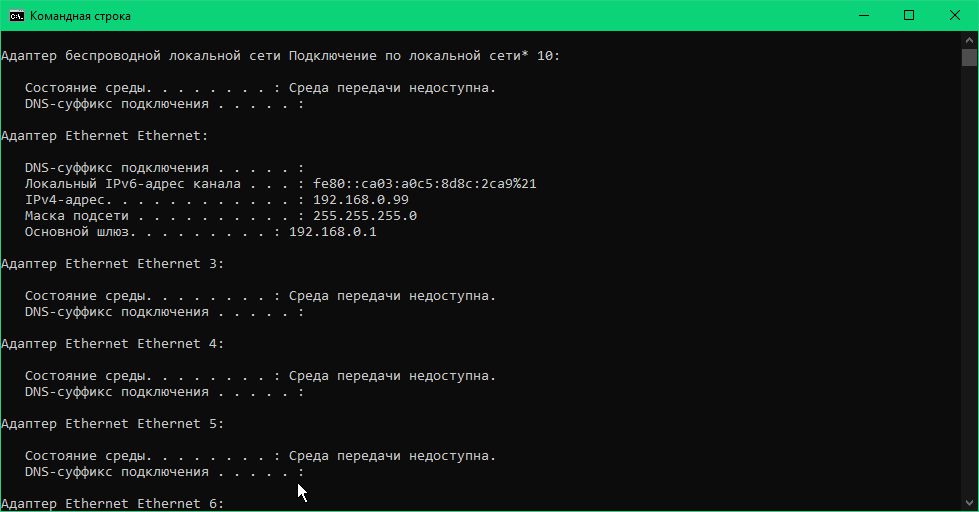 Командная строка
Адаптер беспроводной локальной сети Подключение по локальной сети* 10:
Состояние среды. . . . . . . . : Среда передачи недоступна.
DNS-суффикс подключения . . . . . :
Адаптер Ethernet Ethernet:
DNS-суффикс подключения . . . . . :
Локальный IPv6-адрес канала . . . : fe80::ca03:a0c5:8d8c:2ca9%21
IPv4-адрес. . . . . . . . . . . . : 192.168.0.99
Маска подсети . . . . . . . . . . : 255.255.255.0
Основной шлюз. . . . . . . . . : 192.168.0.1
Адаптер Ethernet Ethernet 3:
Состояние среды. . . . . . . . : Среда передачи недоступна.
DNS-суффикс подключения . . . . . :
Адаптер Ethernet Ethernet 4:
Состояние среды. . . . . . . . : Среда передачи недоступна.
DNS-суффикс подключения . . . . . :
Адаптер Ethernet Ethernet 5:
Состояние среды. . . . . . . . : Среда передачи недоступна.
DNS-суффикс подключения . . . . . :
Адаптер Ethernet Ethernet 6: